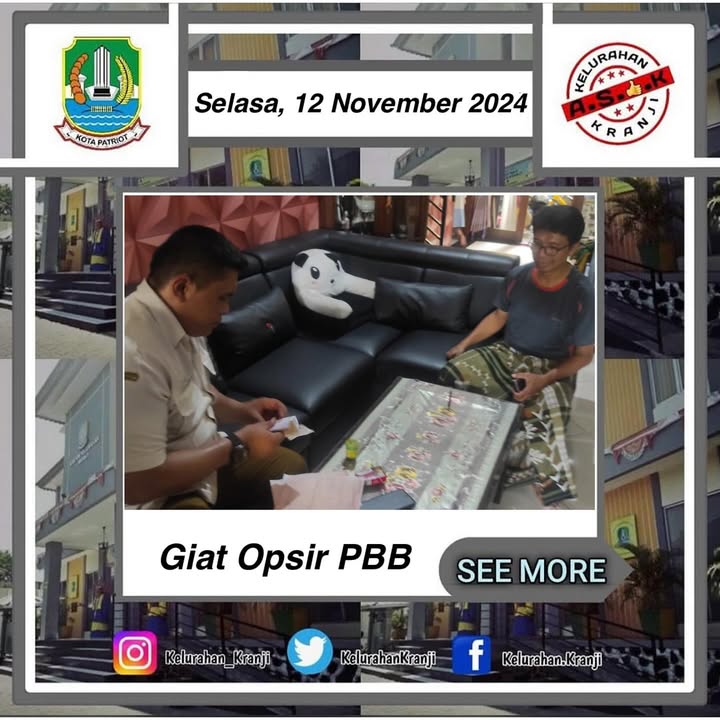 KOTA PATRIOT
Selasa, 12 November 2024
KELURAHAN
A.S.K
KRANJI
Giat Opsir PBB
SEE MORE
Kelurahan_Kranji
KelurahanKranji
Kelurahan.Kranji